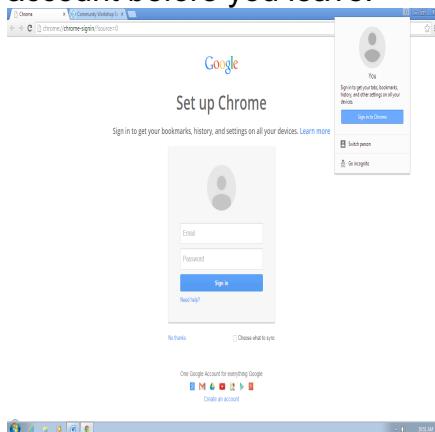 account before you leave.
Chrome
Community Workshop S
chrome://chrome-signin/?source=0
You
Sign in to get your tabs, bookmarks,
history, and other settings on all your
devices.
Sign in to Chrome
Switch person
Go incognito
Google
Set up Chrome
Sign in to get your bookmarks, history, and settings on all your devices. Learn more
Email
Password
Sign in
Need help?
No thanks
Choose what to sync
One Google Account for everything Google
Create an account